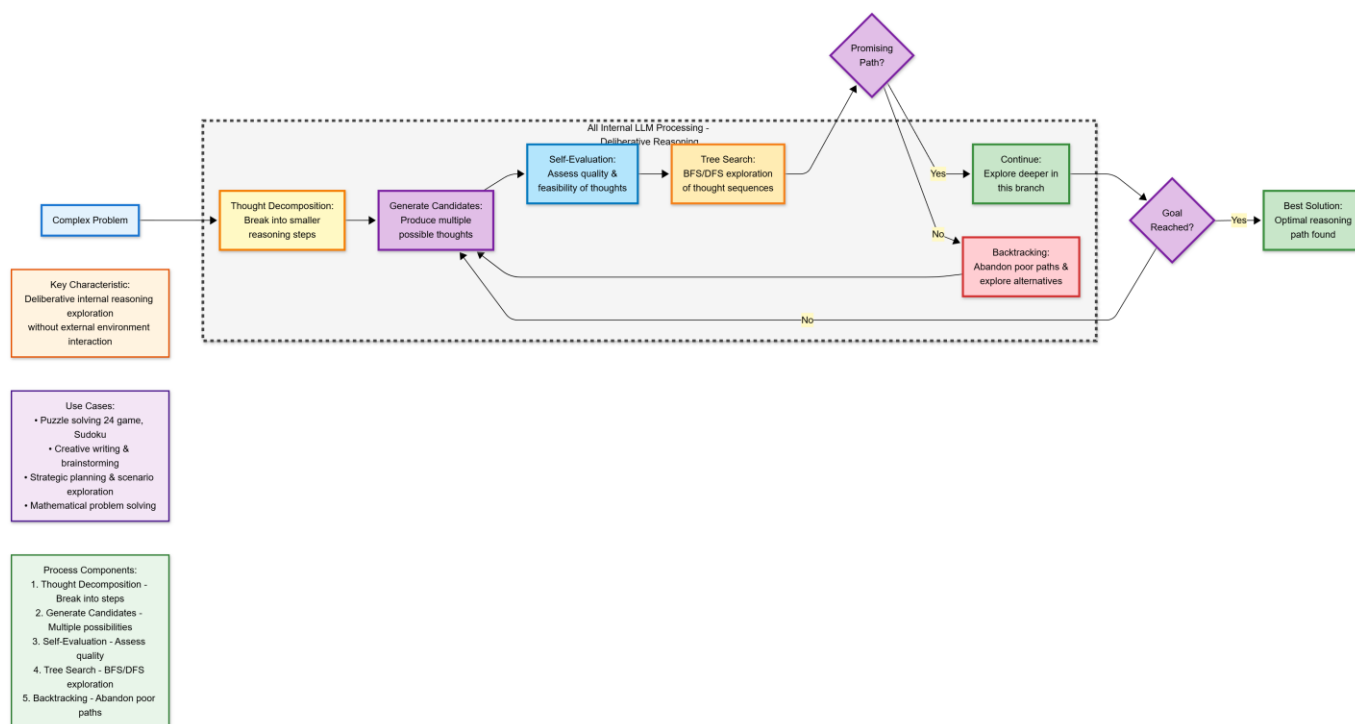 Promising
Path?
All Internal LLM Processing -
Deliberative Reasoning
Self-Evaluation:
Assess quality &
feasibility of thoughts
Tree Search:
BFS/DFS exploration
of thought sequences
Yes
Continue:
Explore deeper in
this branch
Complex Problem
Thought Decomposition:
Break into smaller
reasoning steps
Generate Candidates:
Produce multiple
possible thoughts
No
Backtracking:
Abandon poor paths &
explore alternatives
Goal
Reached?
Yes
Best Solution:
Optimal reasoning
path found
No
Key Characteristic:
Deliberative internal reasoning
exploration
without external environment
interaction
Use Cases:
• Puzzle solving 24 game,
Sudoku
• Creative writing &
brainstorming
• Strategic planning & scenario
exploration
• Mathematical problem solving
Process Components:
1. Thought Decomposition -
Break into steps
2. Generate Candidates -
Multiple possibilities
3. Self-Evaluation - Assess
quality
4. Tree Search - BFS/DFS
exploration
5. Backtracking - Abandon poor
paths